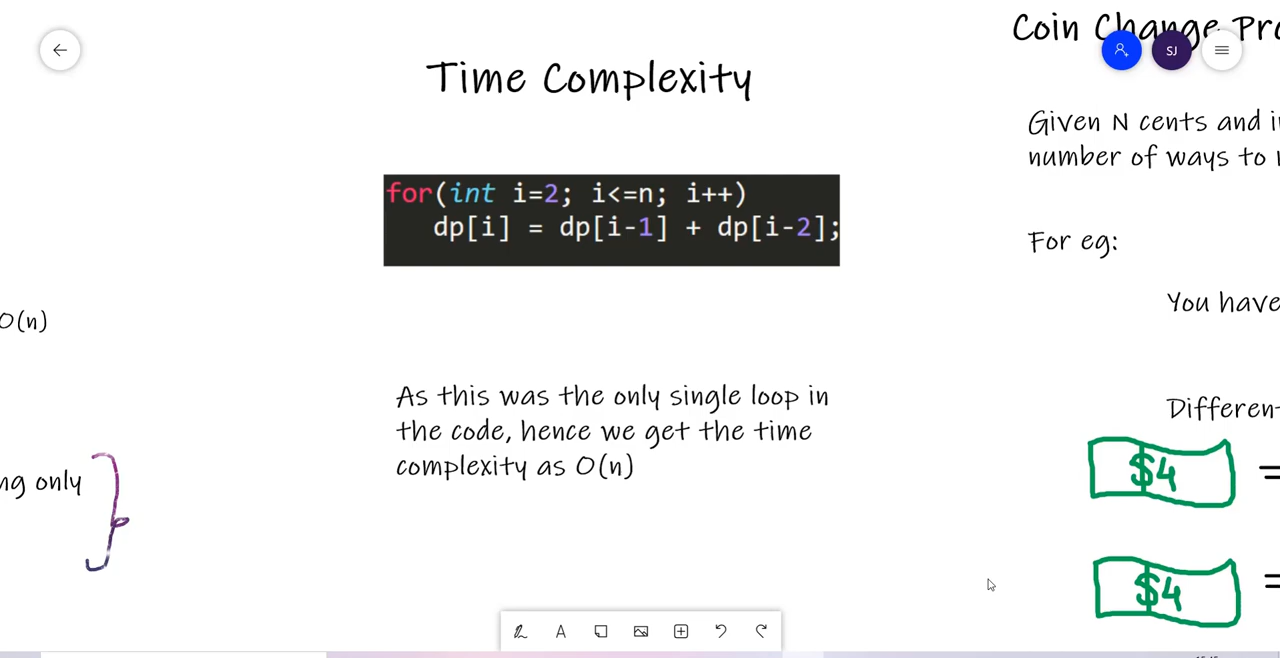 Coin Change Pro
SJ
Time Complexity
Given N cents and i
number of ways to
for(int i=2; i<=n; i++)
dp[i] = dp[i-1] + dp[i-2];
For eg:
You have
O(n)
As this was the only single loop in
the code, hence we get the time
complexity as O(n)
Differen
ng only
$4 =
$4 =
A